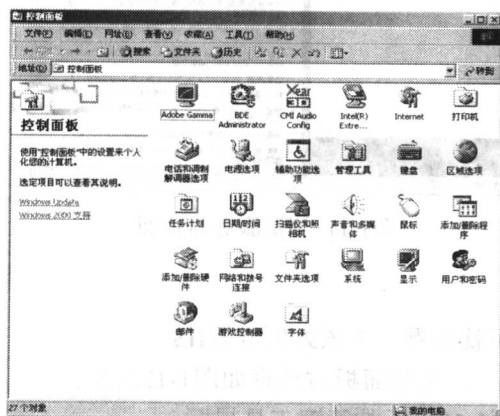 控制面板
文件(F) 编辑(E) 查看(V) 收藏(A) 工具(T) 帮助(H)
搜索 文件夹 历史
地址(D) 控制面板 转到
控制面板
使用“控制面板”中的设置来个人化您的计算机。
选定项目可以查看其说明。
Windows Update
Windows 2000 支持
Adobe Gamma
BDE Administrator
CMI Audio Config
Intel(R) Extre...
Internet
打印机
电话和调制解调器选项
电源选项
辅助功能选项
管理工具
键盘
区域选项
任务计划
日期/时间
扫描仪和照相机
声音和多媒体
鼠标
添加/删除程序
添加/删除硬件
网络和拨号连接
文件夹选项
系统
显示
用户和密码
邮件
游戏控制器
字体
27 个对象
我的电脑